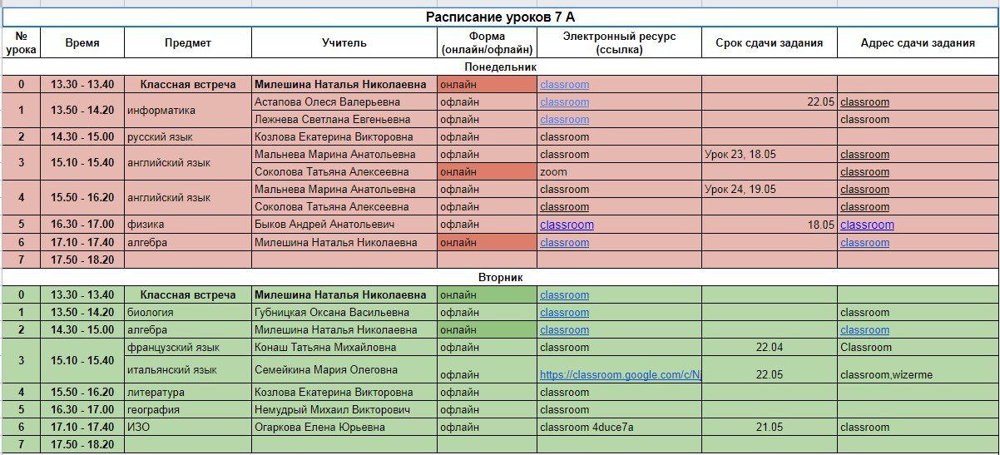 Расписание уроков 7 А
№ урока Время Предмет Учитель Форма (онлайн/офлайн) Электронный ресурс (ссылка) Срок сдачи задания Адрес сдачи задания
Понедельник
0 13.30 - 13.40 Классная встреча Милешина Наталья Николаевна онлайн classroom
1 13.50 - 14.20 информатика Астапова Олеся Валерьевна офлайн classroom 22.05 classroom
Лежнева Светлана Евгеньевна офлайн classroom classroom
2 14.30 - 15.00 русский язык Козлова Екатерина Викторовна офлайн classroom
3 15.10 - 15.40 английский язык Мальнева Марина Анатольевна офлайн classroom Урок 23, 18.05 classroom
Соколова Татьяна Алексеевна онлайн zoom classroom
4 15.50 - 16.20 английский язык Мальнева Марина Анатольевна офлайн classroom Урок 24, 19.05 classroom
Соколова Татьяна Алексеевна офлайн classroom classroom
5 16.30 - 17.00 физика Быков Андрей Анатольевич офлайн classroom 18.05 classroom
6 17.10 - 17.40 алгебра Милешина Наталья Николаевна онлайн classroom classroom
7 17.50 - 18.20
Вторник
0 13.30 - 13.40 Классная встреча Милешина Наталья Николаевна онлайн classroom
1 13.50 - 14.20 биология Губницкая Оксана Васильевна офлайн classroom classroom
2 14.30 - 15.00 алгебра Милешина Наталья Николаевна онлайн classroom classroom
3 15.10 - 15.40 французский язык Конаш Татьяна Михайловна офлайн classroom 22.04 Classroom
итальянский язык Семейкина Мария Олеговна офлайн https://classroom.google.com/c/Nj 22.05 classroom,wizerme
4 15.50 - 16.20 литература Козлова Екатерина Викторовна офлайн classroom
5 16.30 - 17.00 география Немудрый Михаил Викторович офлайн classroom
6 17.10 - 17.40 ИЗО Огаркова Елена Юрьевна офлайн classroom 4duce7a 21.05 classroom
7 17.50 - 18.20